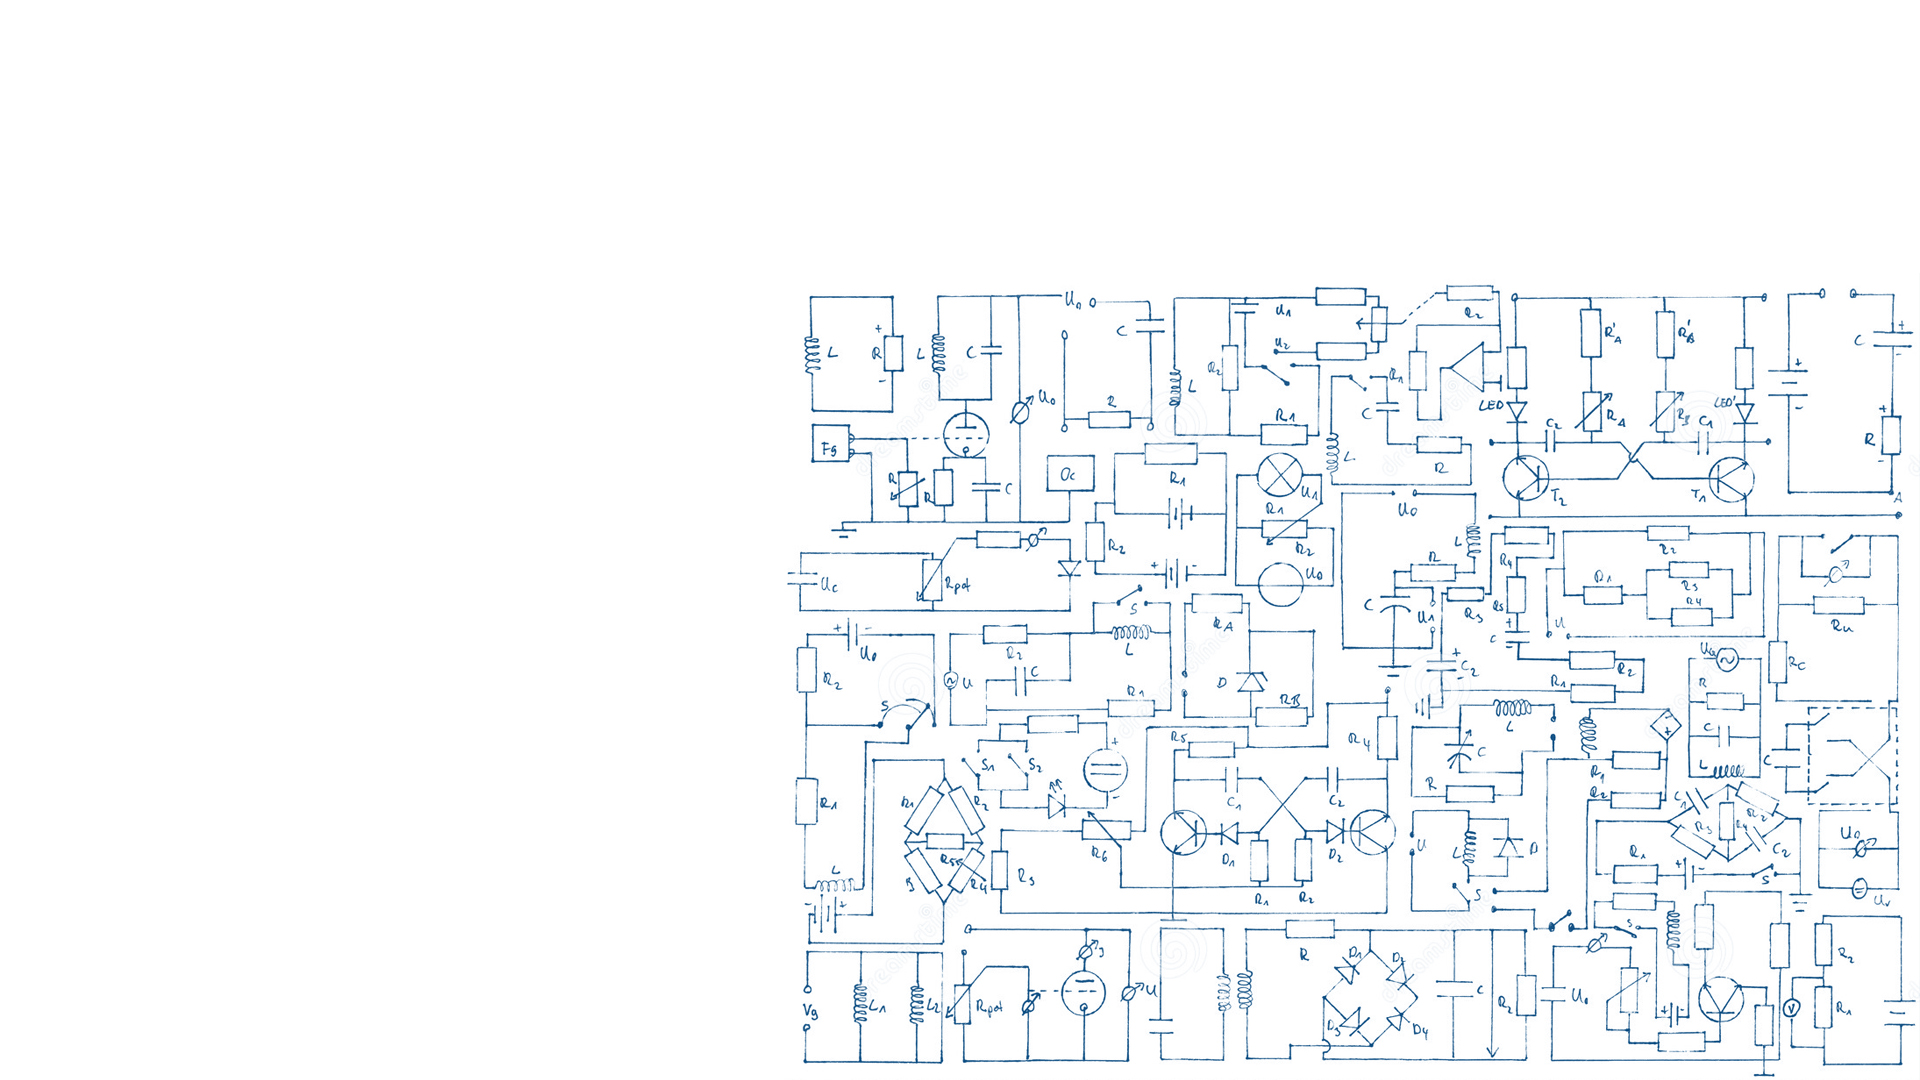 U₀
L
R
+
-
L
C
U₀
C
R
Fg
R
R
C
Oc
L
R₂
U₁
U₂
R₁
L
C
R
R₂
R₁
LED
R'A
R'B
RA
RB
LED'
C₂
C₁
T₂
T₁
C
R
A
Uc
Rpot
R₂
R₁
U₁
R₁
R₂
U₀
U₀
L
R
C
U₁
R₃
R₄
R₅
C
C₂
R₂
R₁
R₂
R₁
R₃
R₄
U
Ru
Rc
U₀
R₂
S
R₁
L
U
R₂
C
S
L
R₁
RA
D
RB
S₁
S₂
R₅
R₄
C₁
C₂
R₆
D₁
D₂
R₁
R₂
R₃
R₁
R₂
R₄
L
C
R
R
C
L
C
R₁
R₂
U
L
D
S
C₁
R₂
R₃
R₄
C₂
R₁
S
U₀
Uv
Vg
L₁
L₂
Rpot
U
R
D₁
D₂
D₃
D₄
C
R₂
U₀
S
V
R₂
R₁